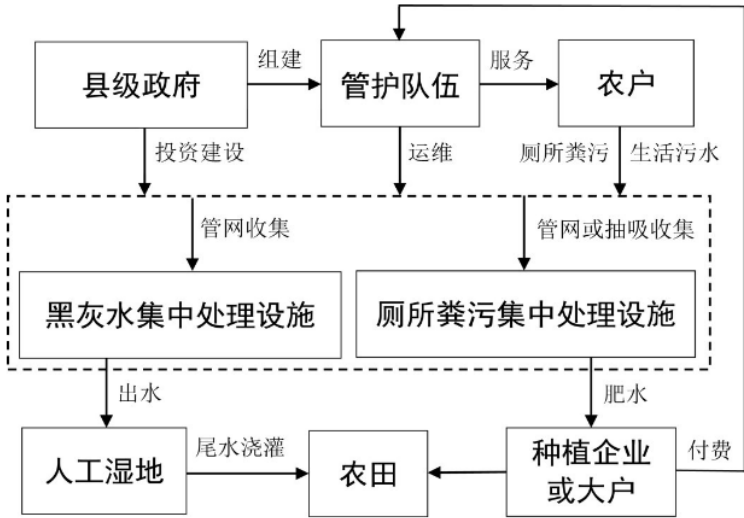 组建
服务
县级政府
管护队伍
农户
投资建设
运维
厕所粪污
生活污水
管网收集
管网或抽吸收集
黑灰水集中处理设施
厕所粪污集中处理设施
出水
肥水
人工湿地
尾水浇灌
农田
种植企业
或大户
付费